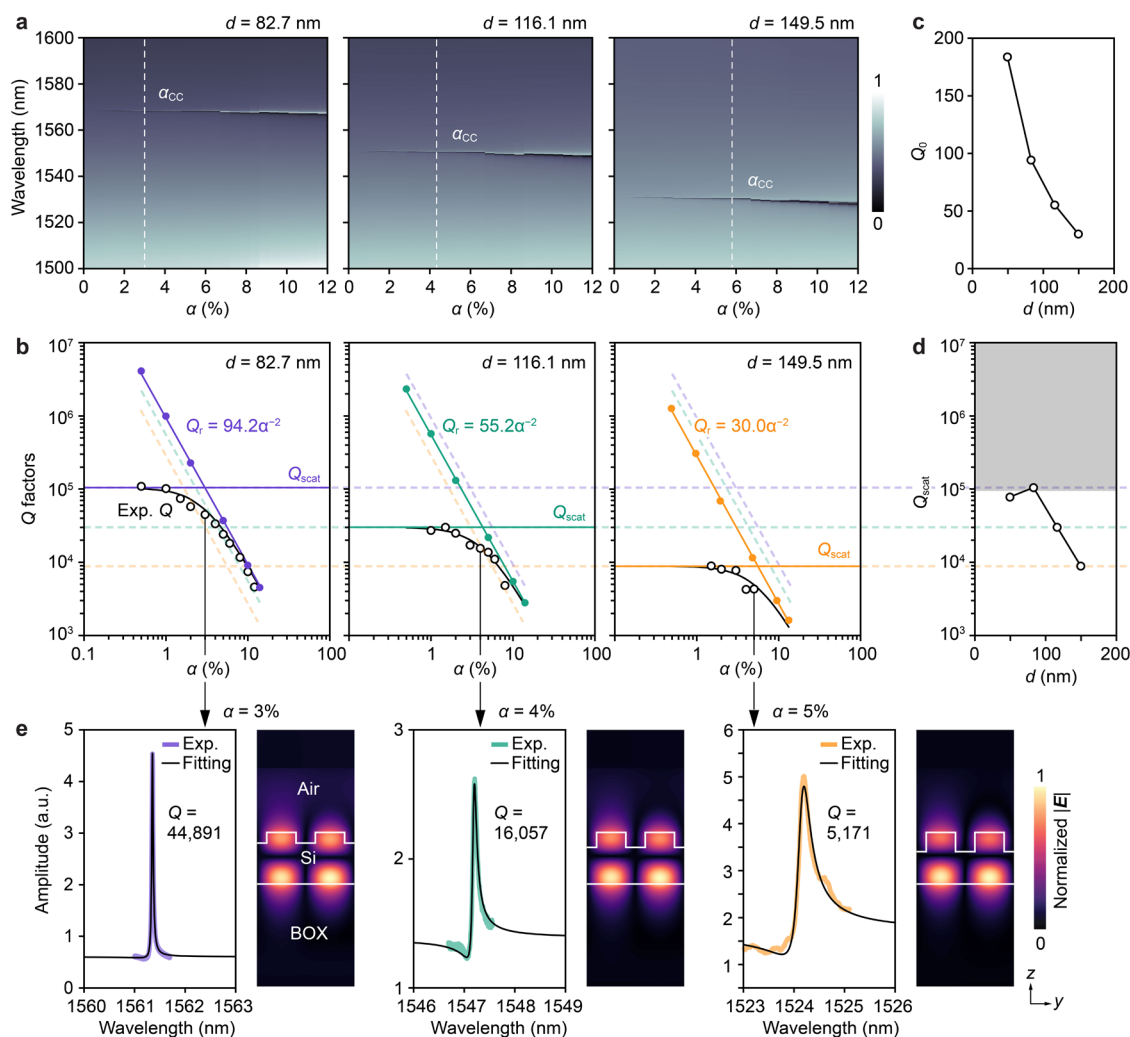 a
d = 82.7 nm
d = 116.1 nm
d = 149.5 nm
Wavelength (nm)
1600
1580
1560
1540
1520
1500
αCC
αCC
αCC
0 2 4 6 8 10 12
0 2 4 6 8 10 12
0 2 4 6 8 10 12
α (%)
α (%)
α (%)
1
0
c
Q0
200
150
100
50
0
0 100 200
d (nm)
b
d = 82.7 nm
d = 116.1 nm
d = 149.5 nm
Q factors
10⁷
10⁶
10⁵
10⁴
10³
Qr = 94.2α⁻²
Qscat
Exp. Q
Qr = 55.2α⁻²
Qscat
Qr = 30.0α⁻²
Qscat
0.1 1 10 100
1 10 100
1 10 100
α (%)
α (%)
α (%)
d
Qscat
10⁷
10⁶
10⁵
10⁴
10³
0 100 200
d (nm)
e
α = 3%
Amplitude (a.u.)
5
4
3
2
1
0
Exp.
Fitting
Q =
44,891
1560 1561 1562 1563
Wavelength (nm)
Air
Si
BOX
α = 4%
3
2
1
Exp.
Fitting
Q =
16,057
1546 1547 1548 1549
Wavelength (nm)
α = 5%
6
5
4
3
2
1
Exp.
Fitting
Q =
5,171
1523 1524 1525 1526
Wavelength (nm)
1
0
Normalized |E|
z
y